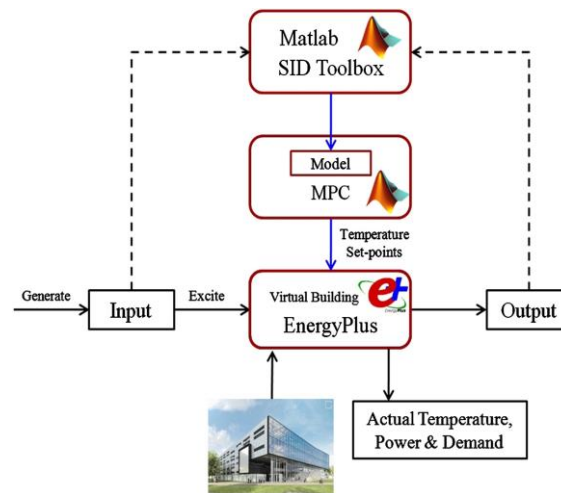 Matlab
SID Toolbox
Model
MPC
Temperature
Set-points
Generate
Input
Excite
Virtual Building
e+
EnergyPlus
EnergyPlus
Output
Actual Temperature,
Power & Demand